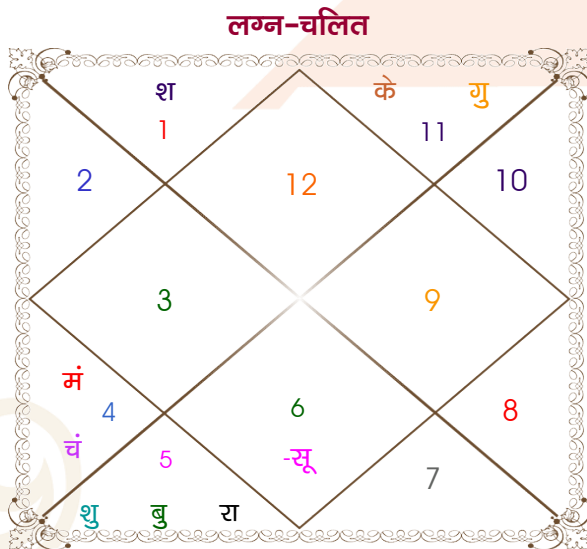 लग्न-चलित
श के गु
1 11
2 12 10
3 9
मं
4 6 8
चं 5 -सू 7
शु बु रा